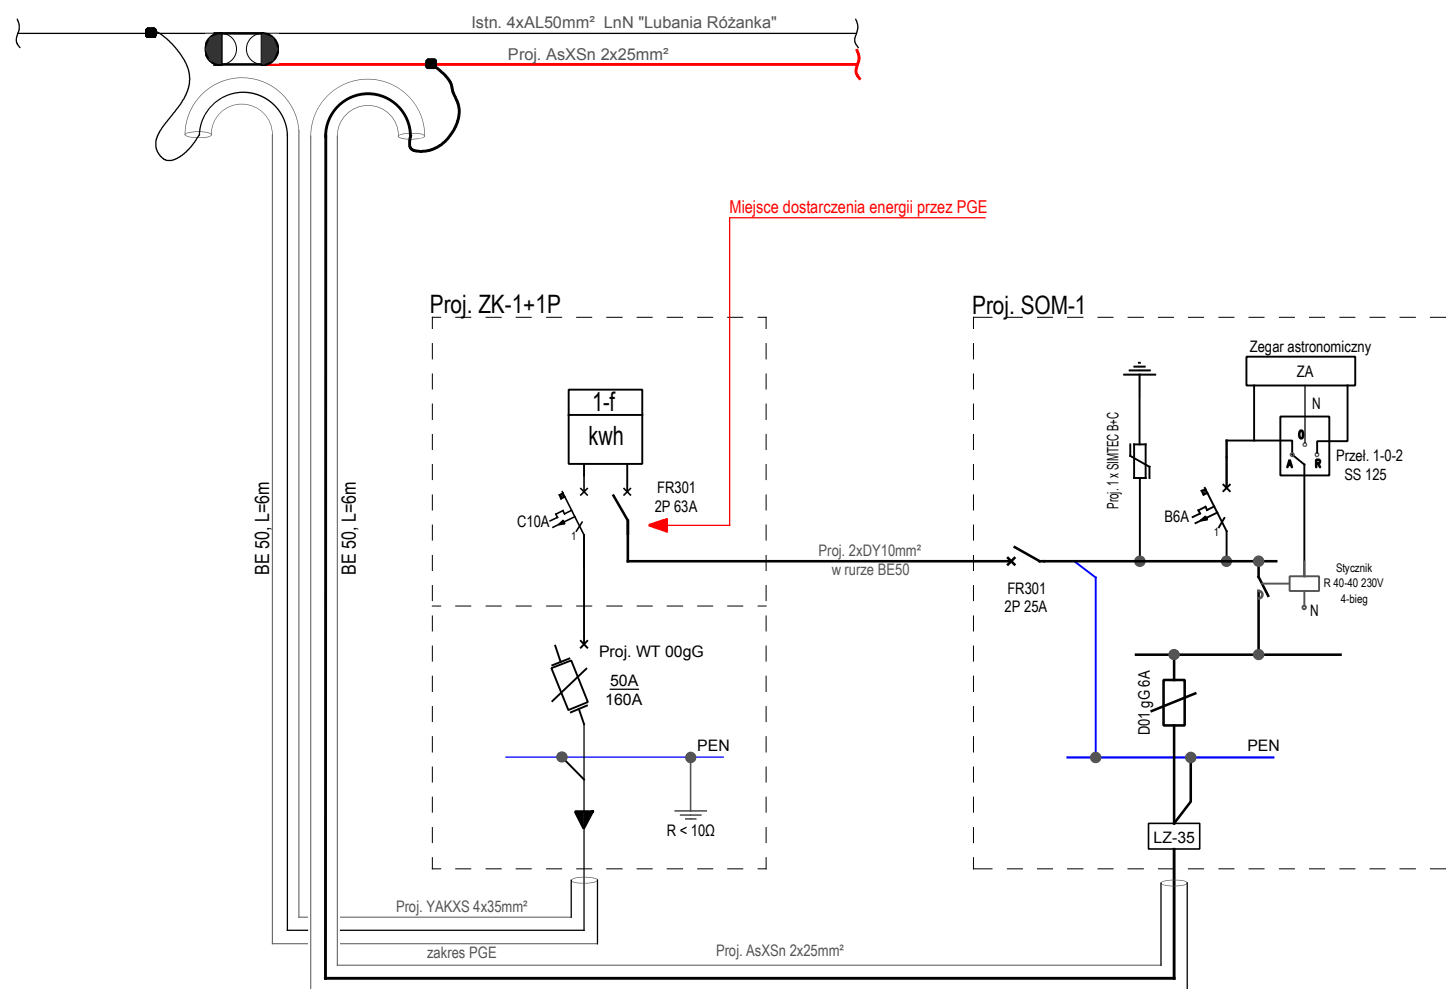 Istn. 4xAL50mm² LnN "Lubania Różanka"
Proj. AsXSn 2x25mm²
Miejsce dostarczenia energii przez PGE
Proj. ZK-1+1P
Proj. SOM-1
Zegar astronomiczny
ZA
N
1-f
kwh
0
A
R
Przeł. 1-0-2
SS 125
Proj. 1 x SIMTEC B+C
FR301
2P 63A
C10A
1
B6A
1
BE 50, L=6m
BE 50, L=6m
Proj. 2xDY10mm²
w rurze BE50
FR301
2P 25A
Stycznik
R 40-40 230V
4-bieg
N
Proj. WT 00gG
50A
160A
D01 gG 6A
PEN
PEN
R < 10Ω
LZ-35
Proj. YAKXS 4x35mm²
zakres PGE
Proj. AsXSn 2x25mm²